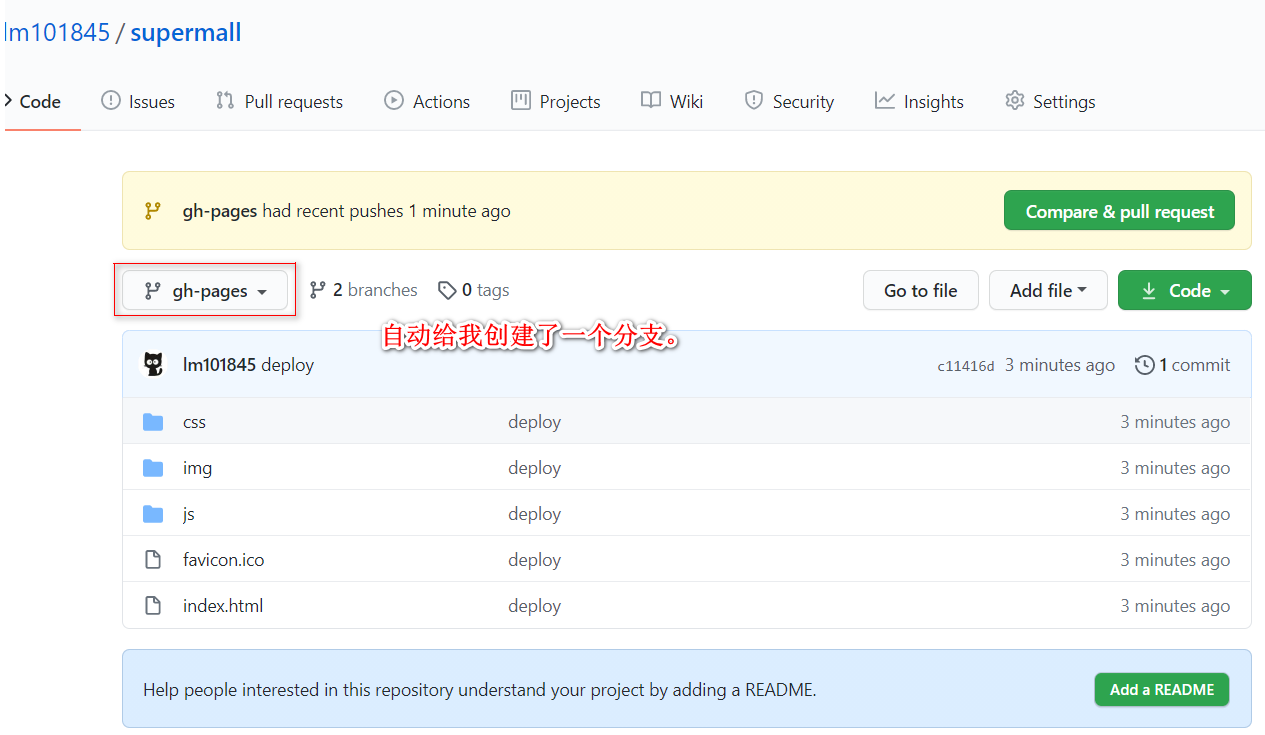 lm101845 / supermall
Code Issues Pull requests Actions Projects Wiki Security Insights Settings
gh-pages had recent pushes 1 minute ago Compare & pull request
gh-pages 2 branches 0 tags Go to file Add file Code
自动给我创建了一个分支。
lm101845 deploy c11416d 3 minutes ago 1 commit
css deploy 3 minutes ago
img deploy 3 minutes ago
js deploy 3 minutes ago
favicon.ico deploy 3 minutes ago
index.html deploy 3 minutes ago
Help people interested in this repository understand your project by adding a README. Add a README